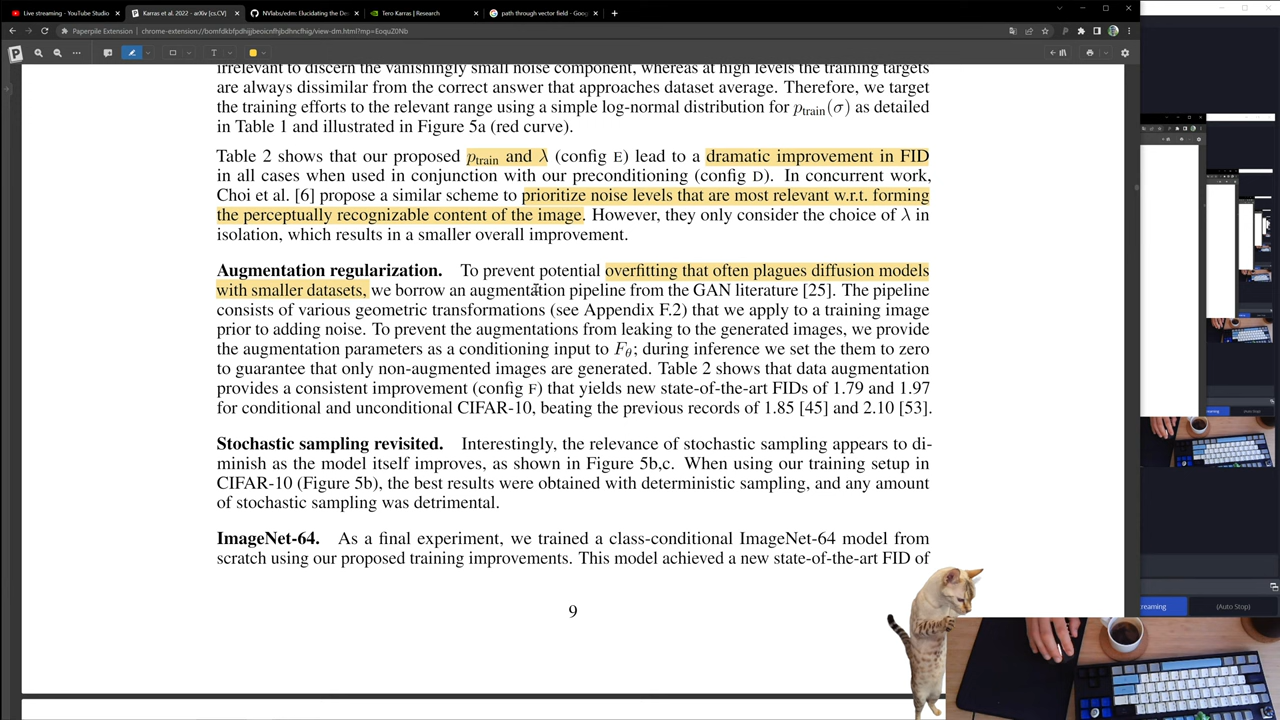 Live streaming - YouTube Studio
Karras et al. 2022 - arXiv [cs.CV]
NVlabs/edm: Elucidating the De
Tero Karras | Research
path through vector field - Goog
Paperpile Extension | chrome-extension://bomfdkbfpdhijjbeoicnfhjbdhncfhig/view-dm.html?mp=EoquZ0Nb
irrelevant to discern the vanishingly small noise component, whereas at high levels the training targets
are always dissimilar from the correct answer that approaches dataset average. Therefore, we target
the training efforts to the relevant range using a simple log-normal distribution for p_train(σ) as detailed
in Table 1 and illustrated in Figure 5a (red curve).
Table 2 shows that our proposed p_train and λ (config E) lead to a dramatic improvement in FID
in all cases when used in conjunction with our preconditioning (config D). In concurrent work,
Choi et al. [6] propose a similar scheme to prioritize noise levels that are most relevant w.r.t. forming
the perceptually recognizable content of the image. However, they only consider the choice of λ in
isolation, which results in a smaller overall improvement.
Augmentation regularization. To prevent potential overfitting that often plagues diffusion models
with smaller datasets, we borrow an augmentation pipeline from the GAN literature [25]. The pipeline
consists of various geometric transformations (see Appendix F.2) that we apply to a training image
prior to adding noise. To prevent the augmentations from leaking to the generated images, we provide
the augmentation parameters as a conditioning input to Fθ; during inference we set the them to zero
to guarantee that only non-augmented images are generated. Table 2 shows that data augmentation
provides a consistent improvement (config F) that yields new state-of-the-art FIDs of 1.79 and 1.97
for conditional and unconditional CIFAR-10, beating the previous records of 1.85 [45] and 2.10 [53].
Stochastic sampling revisited. Interestingly, the relevance of stochastic sampling appears to di-
minish as the model itself improves, as shown in Figure 5b,c. When using our training setup in
CIFAR-10 (Figure 5b), the best results were obtained with deterministic sampling, and any amount
of stochastic sampling was detrimental.
ImageNet-64. As a final experiment, we trained a class-conditional ImageNet-64 model from
scratch using our proposed training improvements. This model achieved a new state-of-the-art FID of
9
reaming
(Auto Stop)